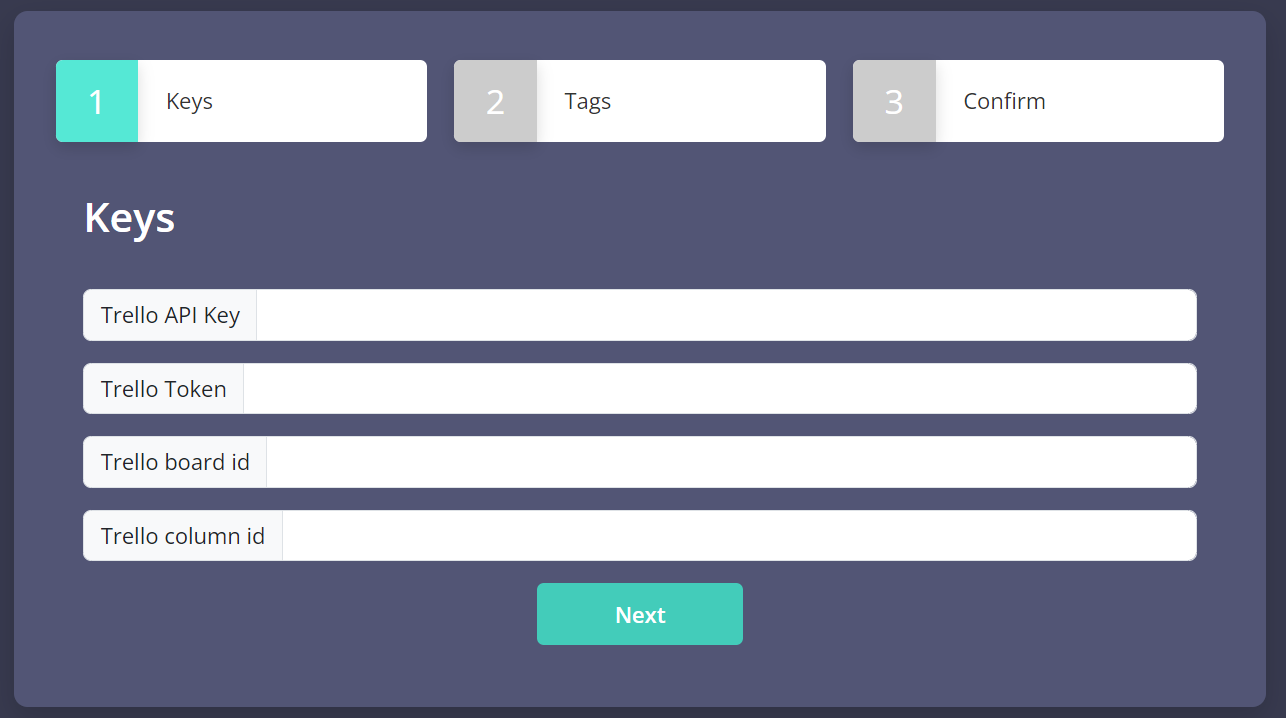 1 Keys
2 Tags
3 Confirm
Keys
Trello API Key
Trello Token
Trello board id
Trello column id
Next